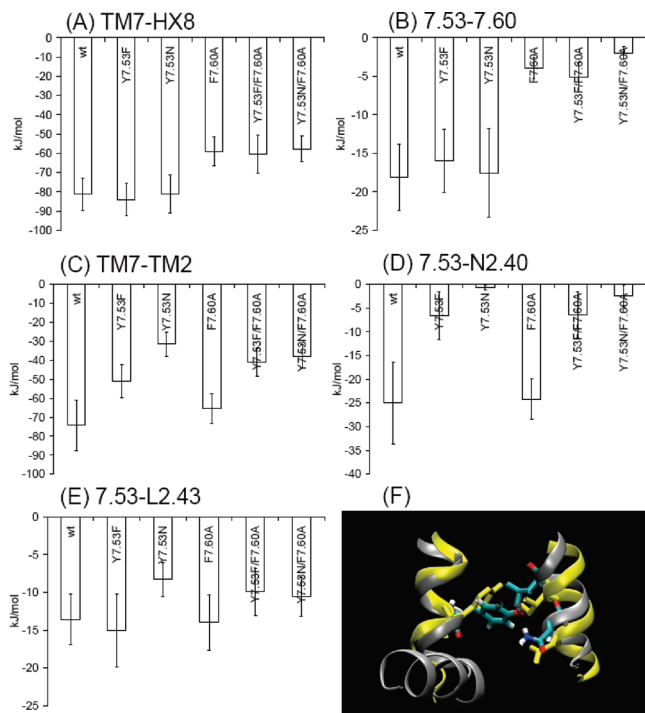 (A) TM7-HX8
0
-10
-20
-30
-40
-50
-60
-70
-80
-90
-100
kJ/mol
wt
Y7.53F
Y7.53N
F7.60A
Y7.53F/F7.60A
Y7.53N/F7.60A
(B) 7.53-7.60
0
-5
-10
-15
-20
-25
kJ/mol
wt
Y7.53F
Y7.53N
F7.60A
Y7.53F/F7.60A
Y7.53N/F7.60A
(C) TM7-TM2
0
-10
-20
-30
-40
-50
-60
-70
-80
-90
-100
kJ/mol
wt
Y7.53F
Y7.53N
F7.60A
Y7.53F/F7.60A
Y7.53N/F7.60A
(D) 7.53-N2.40
0
-5
-10
-15
-20
-25
-30
-35
-40
kJ/mol
wt
Y7.53F
Y7.53N
F7.60A
Y7.53F/F7.60A
Y7.53N/F7.60A
(E) 7.53-L2.43
0
-5
-10
-15
-20
-25
kJ/mol
wt
Y7.53F
Y7.53N
F7.60A
Y7.53F/F7.60A
Y7.53N/F7.60A
(F)